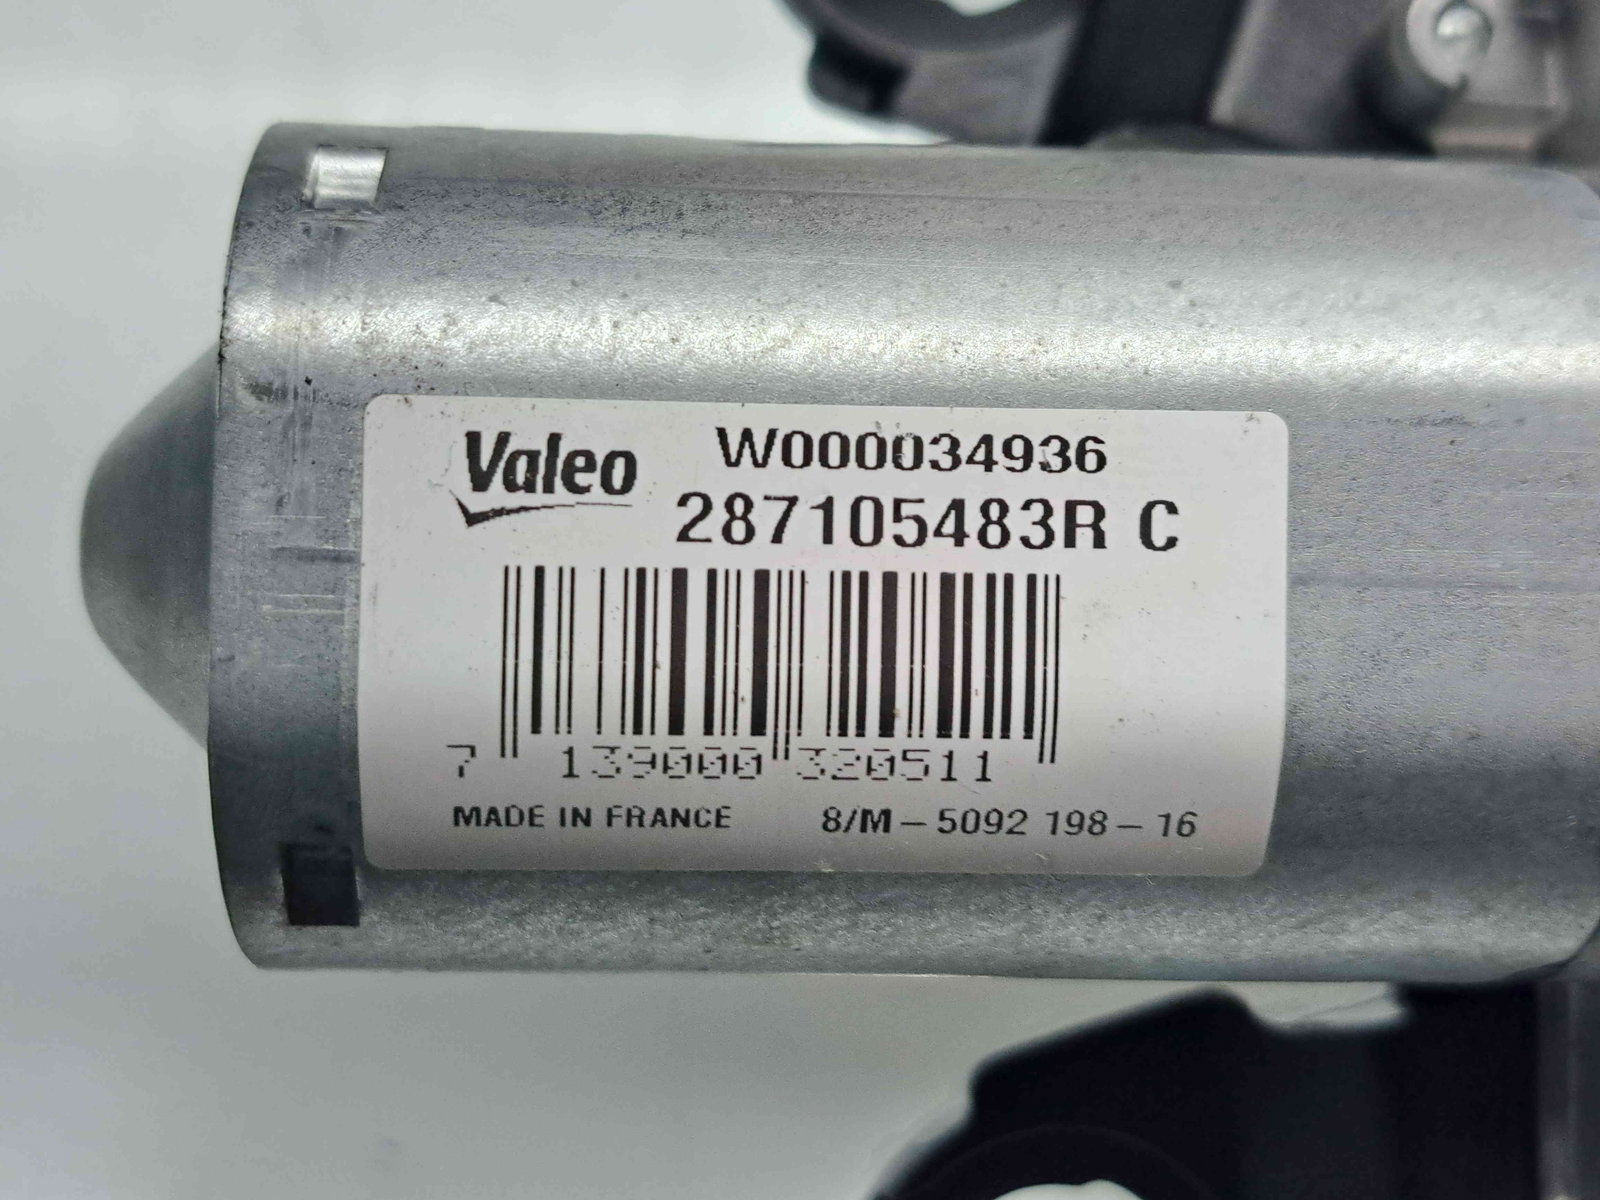 Valeo
W000034936
287105483R C
7 139000 320511
MADE IN FRANCE 8/M - 5092 198 - 16